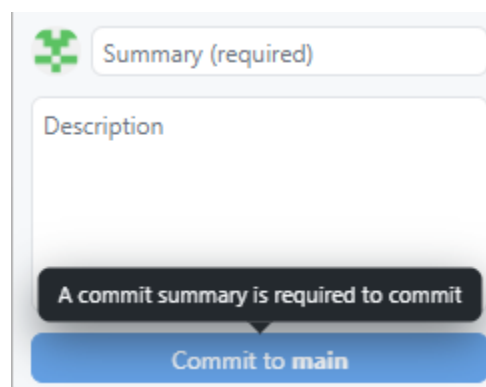 Summary (required)
Description
A commit summary is required to commit
Commit to main